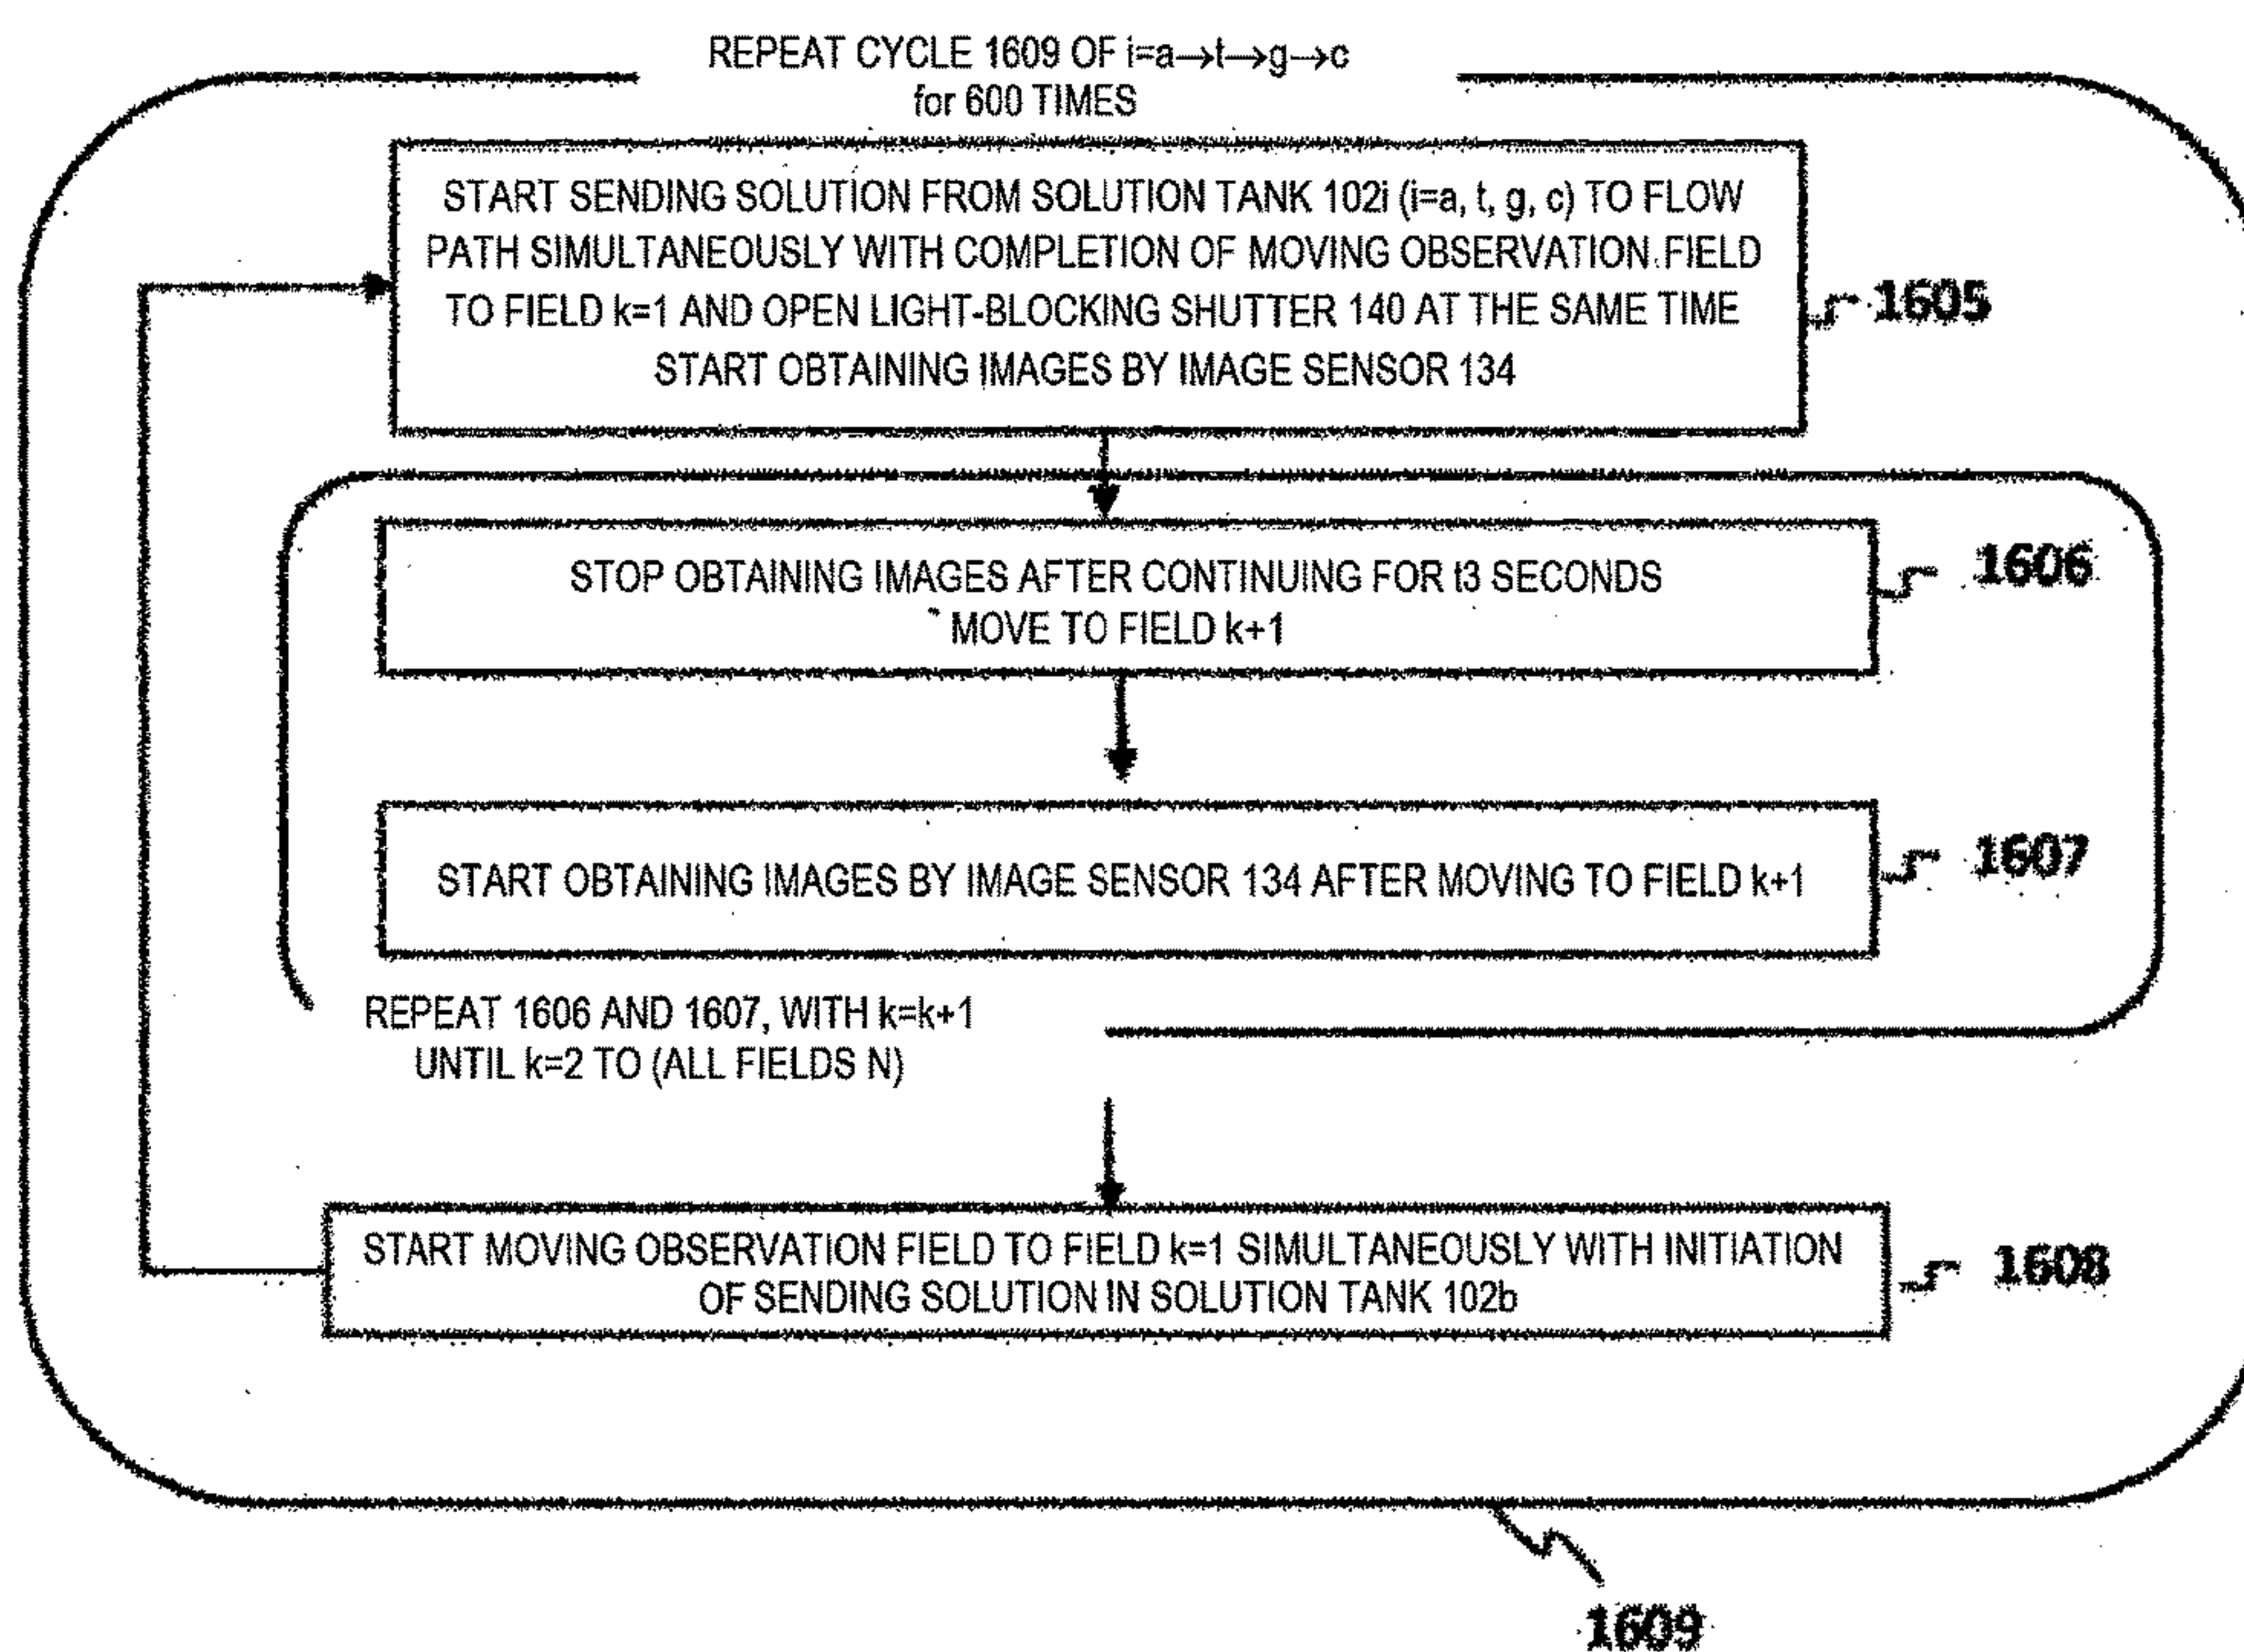 REPEAT CYCLE 1609 OF i=a→t→g→c
for 600 TIMES
START SENDING SOLUTION FROM SOLUTION TANK 102i (i=a, t, g, c) TO FLOW
PATH SIMULTANEOUSLY WITH COMPLETION OF MOVING OBSERVATION FIELD
TO FIELD k=1 AND OPEN LIGHT-BLOCKING SHUTTER 140 AT THE SAME TIME
START OBTAINING IMAGES BY IMAGE SENSOR 134
1605
STOP OBTAINING IMAGES AFTER CONTINUING FOR t3 SECONDS
MOVE TO FIELD k+1
1606
START OBTAINING IMAGES BY IMAGE SENSOR 134 AFTER MOVING TO FIELD k+1
1607
REPEAT 1606 AND 1607, WITH k=k+1
UNTIL k=2 TO (ALL FIELDS N)
START MOVING OBSERVATION FIELD TO FIELD k=1 SIMULTANEOUSLY WITH INITIATION
OF SENDING SOLUTION IN SOLUTION TANK 102b
1608
1609